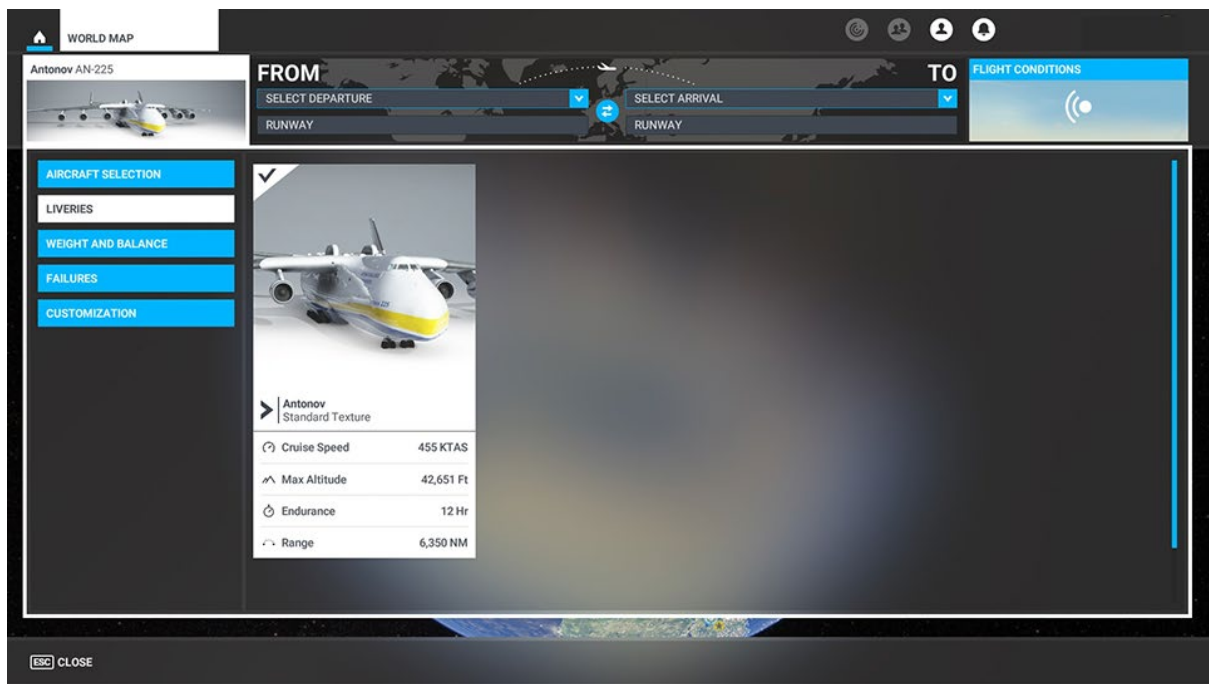 WORLD MAP
Antonov AN-225
FROM
TO
SELECT DEPARTURE
SELECT ARRIVAL
RUNWAY
RUNWAY
FLIGHT CONDITIONS
AIRCRAFT SELECTION
LIVERIES
WEIGHT AND BALANCE
FAILURES
CUSTOMIZATION
Antonov
Standard Texture
Cruise Speed 455 KTAS
Max Altitude 42,651 Ft
Endurance 12 Hr
Range 6,350 NM
ESC CLOSE